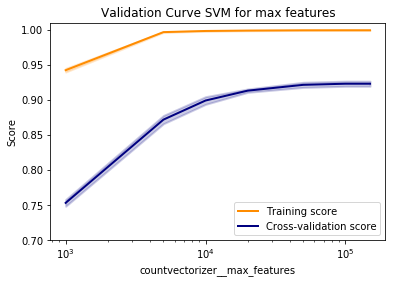 Validation Curve SVM for max features
1.00
0.95
0.90
0.85
0.80
0.75
0.70
Score
Training score
Cross-validation score
10³ 10⁴ 10⁵
countvectorizer__max_features